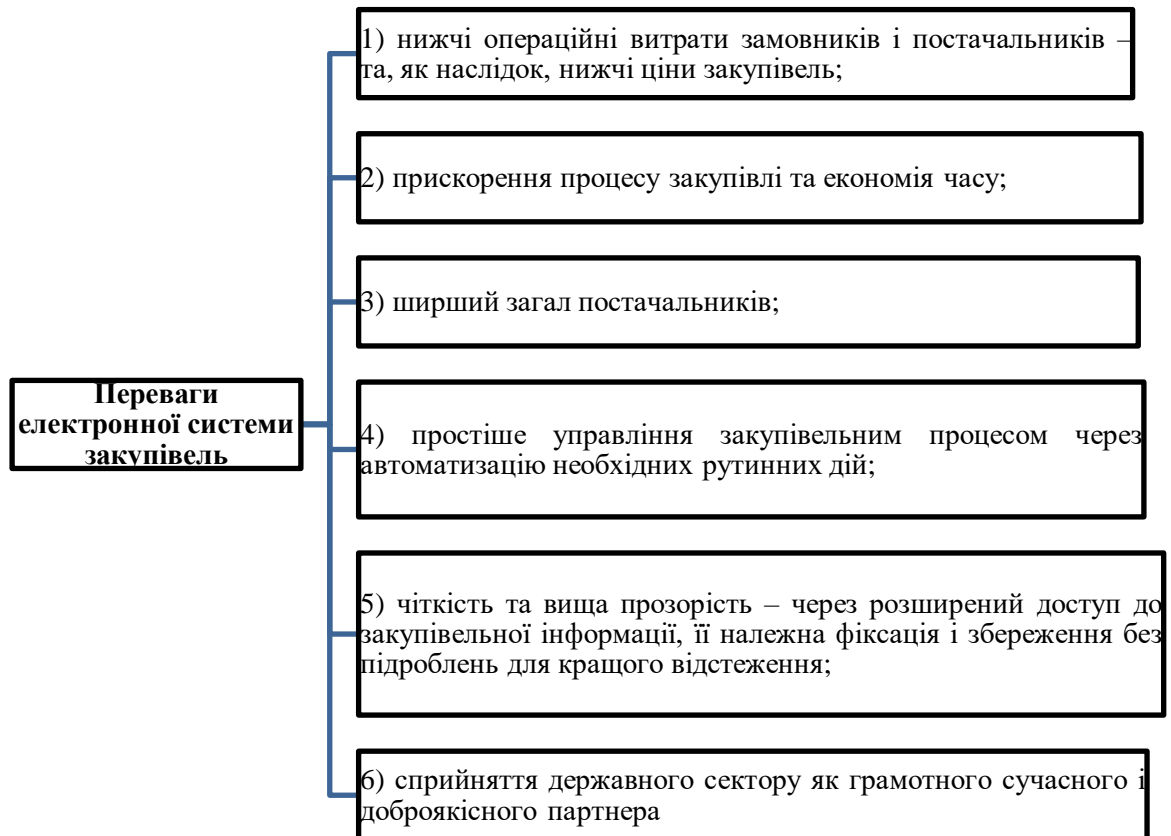 1) нижчі операційні витрати замовників і постачальників –
та, як наслідок, нижчі ціни закупівель;
2) прискорення процесу закупівлі та економія часу;
3) ширший загал постачальників;
Переваги
електронної системи
закупівель
4) простіше управління закупівельним процесом через
автоматизацію необхідних рутинних дій;
5) чіткість та вища прозорість – через розширений доступ до
закупівельної інформації, її належна фіксація і збереження без
підроблень для кращого відстеження;
6) сприйняття державного сектору як грамотного сучасного і
доброякісного партнера